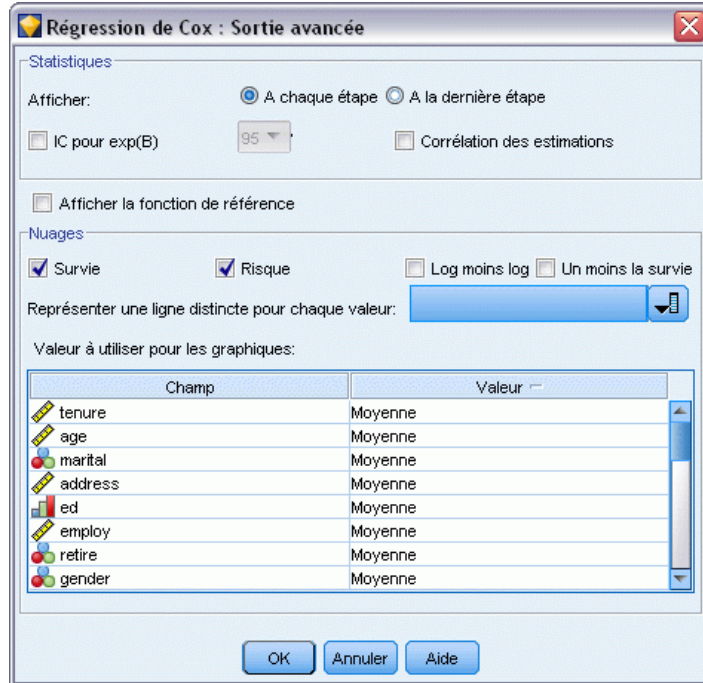 Régression de Cox : Sortie avancée
Statistiques
Afficher: A chaque étape A la dernière étape
IC pour exp(B) 95 Corrélation des estimations
Afficher la fonction de référence
Nuages
Survie Risque Log moins log Un moins la survie
Représenter une ligne distincte pour chaque valeur:
Valeur à utiliser pour les graphiques:
Champ Valeur
tenure Moyenne
age Moyenne
marital Moyenne
address Moyenne
ed Moyenne
employ Moyenne
retire Moyenne
gender Moyenne
OK Annuler Aide